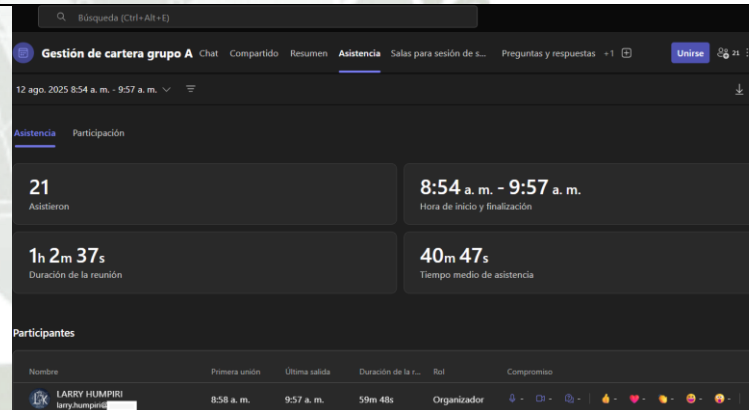 Búsqueda (Ctrl+Alt+E)
Gestión de cartera grupo A Chat Compartido Resumen Asistencia Salas para sesión de s... Preguntas y respuestas +1 Unirse 21
12 ago. 2025 8:54 a. m. - 9:57 a. m.
Asistencia Participación
21
Asistieron
8:54 a. m. - 9:57 a. m.
Hora de inicio y finalización
1h 2m 37s
Duración de la reunión
40m 47s
Tiempo medio de asistencia
Participantes
Nombre Primera unión Última salida Duración de la r... Rol Compromiso
LARRY HUMPIRI 8:58 a. m. 9:57 a. m. 59m 48s Organizador - - - - - - - -
larry.humpiri@